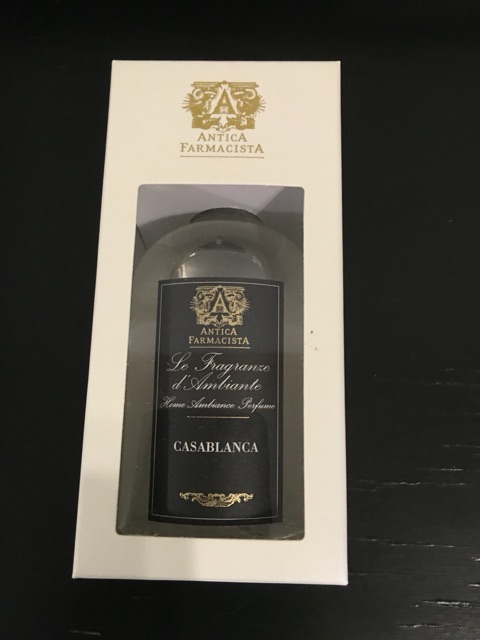 A
ANTICA
FARMACISTA
A
ANTICA
FARMACISTA
Le Fragranze
d'Ambiante
Home Ambiance Perfume
CASABLANCA